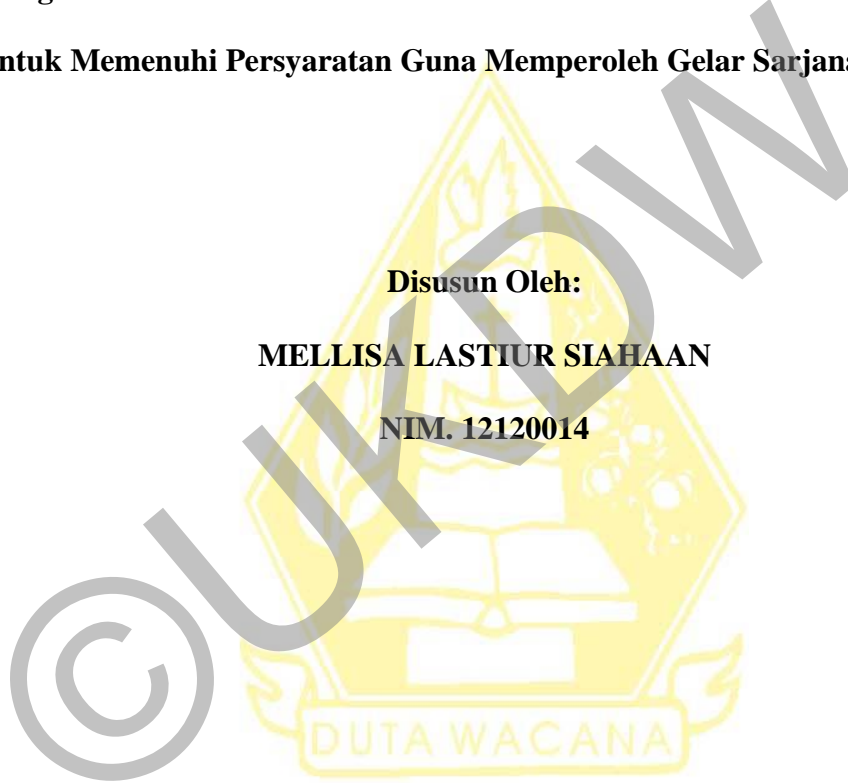 ntuk Memenuhi Persyaratan Guna Memperoleh Gelar Sarjana
Disusun Oleh:
MELLISA LASTIUR SIAHAAN
NIM. 12120014
DUTA WACANA
©UKDW